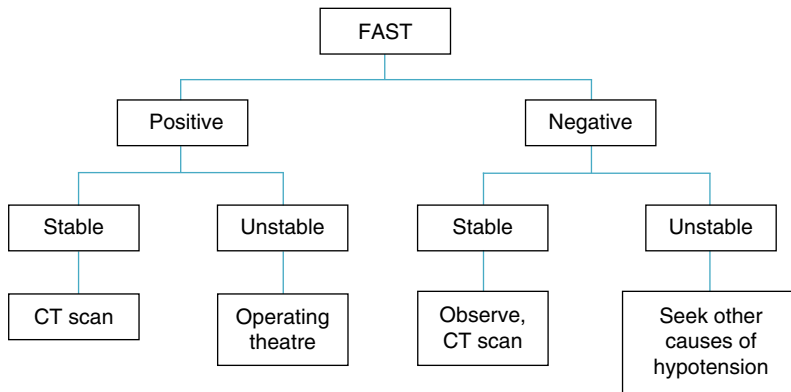 FAST
Positive
Negative
Stable
Unstable
Stable
Unstable
CT scan
Operating
theatre
Observe,
CT scan
Seek other
causes of
hypotension